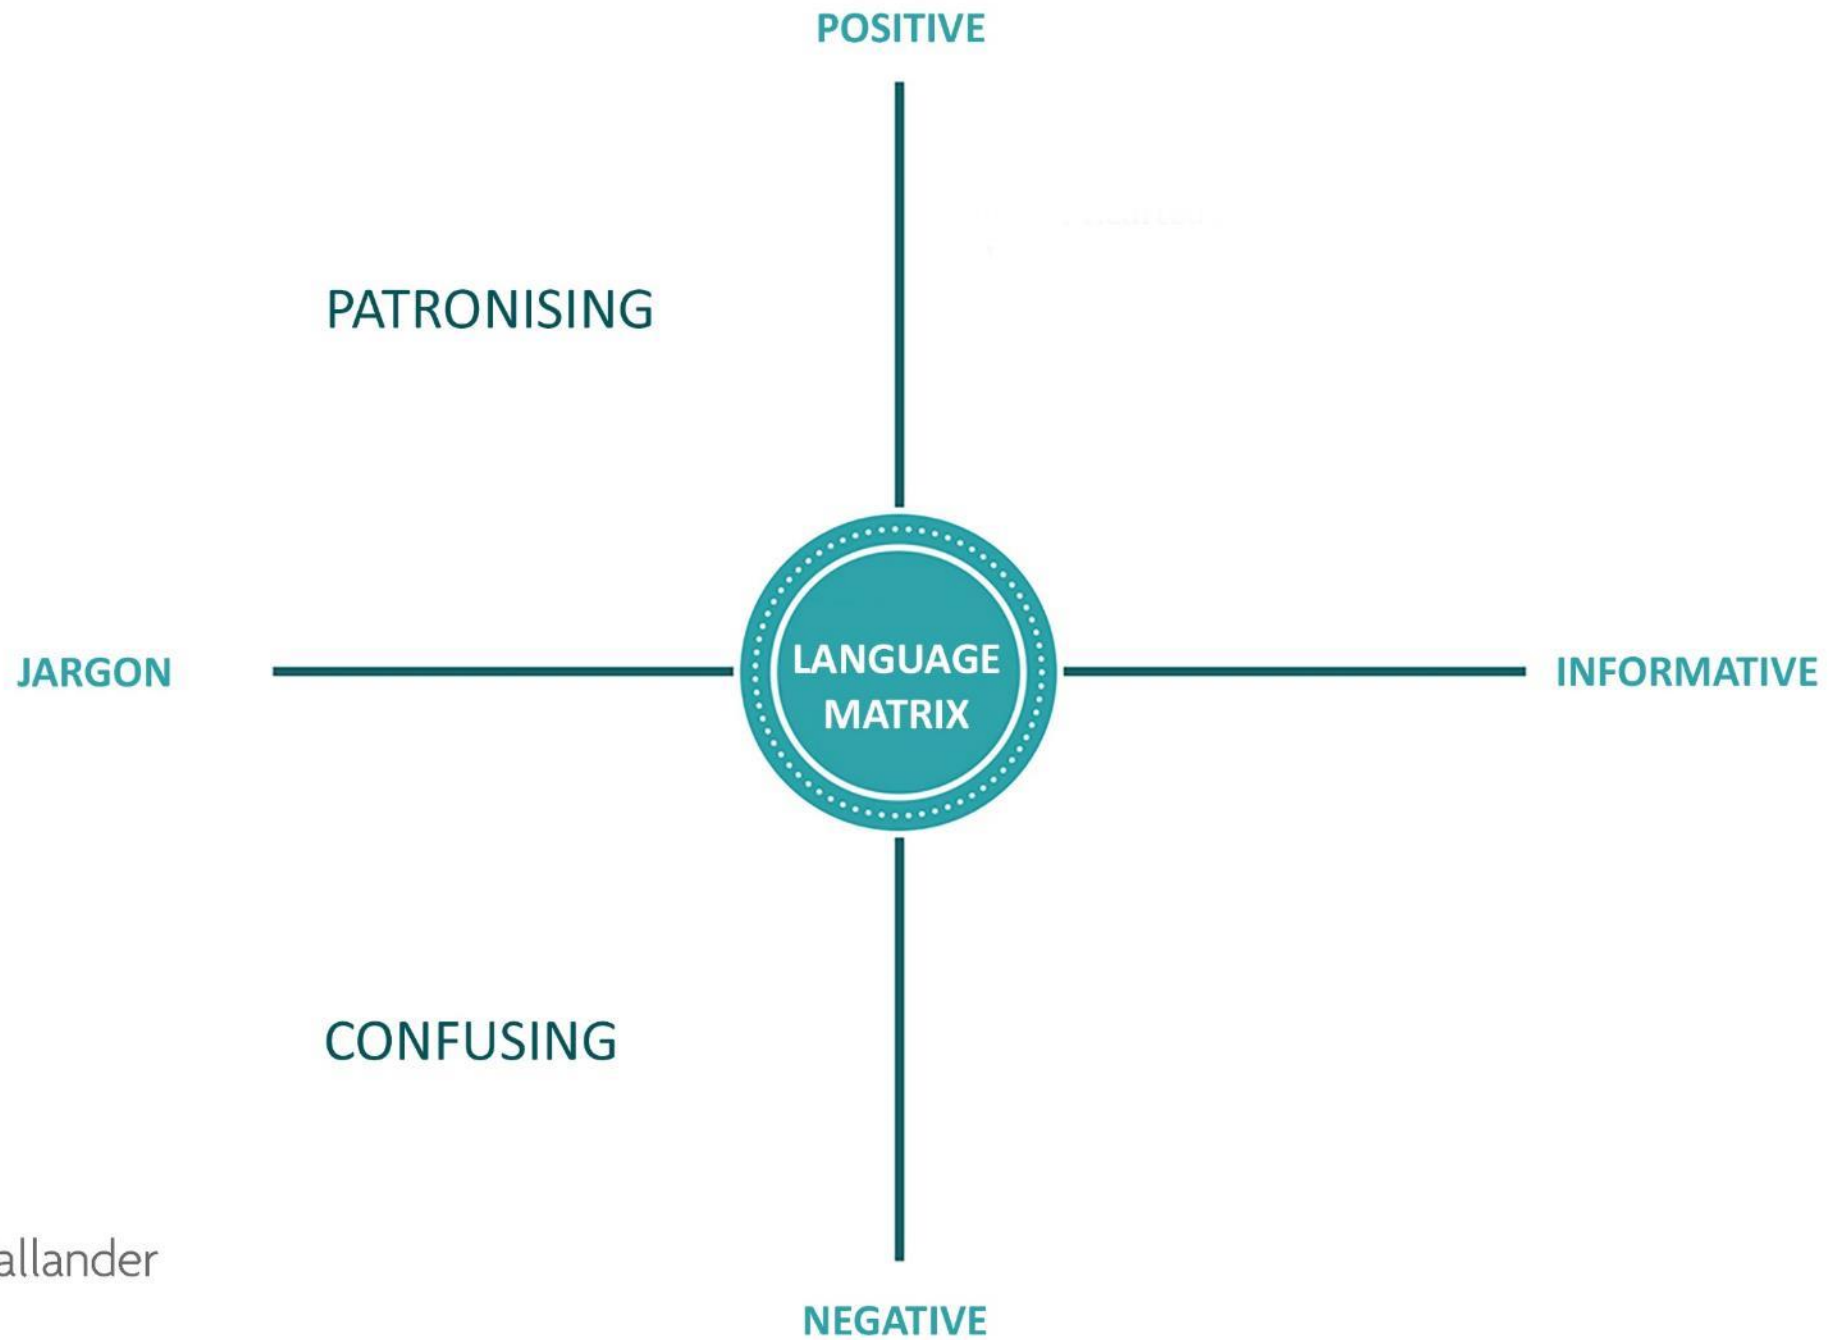 POSITIVE
PATRONISING
JARGON
LANGUAGE
MATRIX
INFORMATIVE
CONFUSING
allander
NEGATIVE